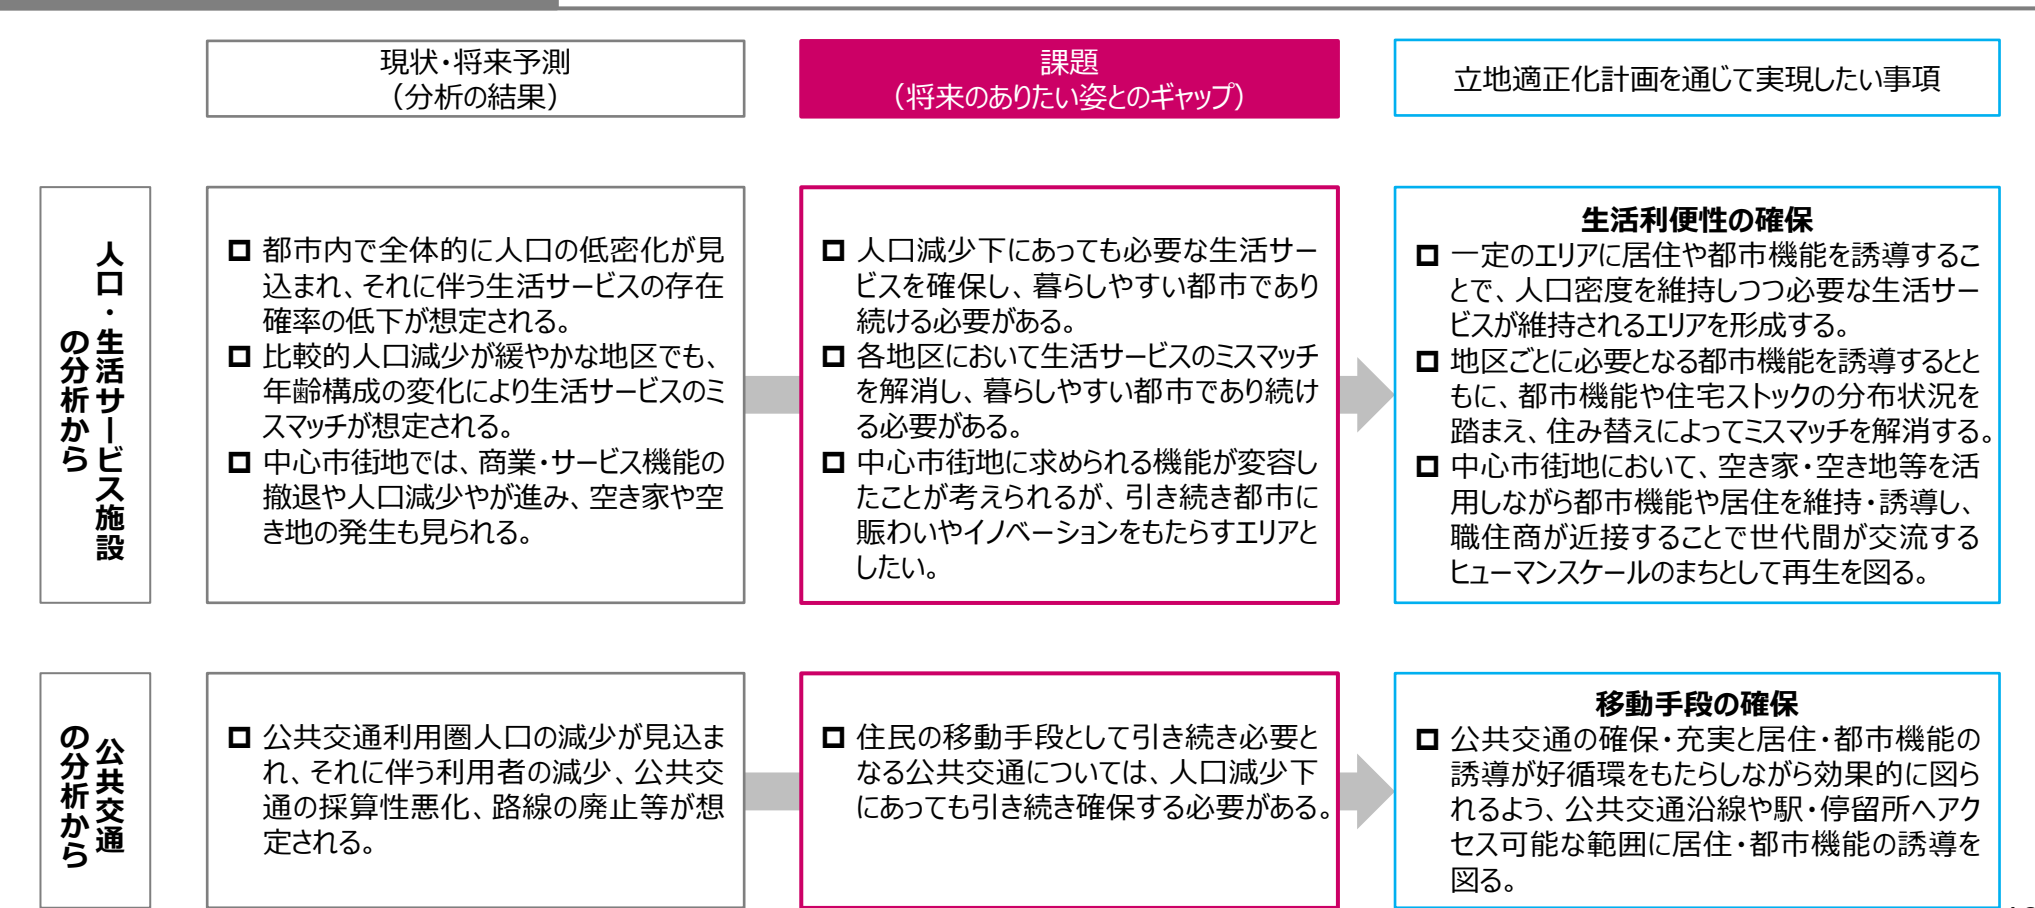 現状・将来予測
（分析の結果）
課題
（将来のありたい姿とのギャップ）
立地適正化計画を通じて実現したい事項
人口・生活サービス施設
の分析から
都市内で全体的に人口の低密化が見
込まれ、それに伴う生活サービスの存在
確率の低下が想定される。
比較的人口減少が緩やかな地区でも、
年齢構成の変化により生活サービスのミ
スマッチが想定される。
中心市街地では、商業・サービス機能の
撤退や人口減少やが進み、空き家や空
き地の発生も見られる。
人口減少下にあっても必要な生活サー
ビスを確保し、暮らしやすい都市であり
続ける必要がある。
各地区において生活サービスのミスマッチ
を解消し、暮らしやすい都市であり続け
る必要がある。
中心市街地に求められる機能が変容し
たことが考えられるが、引き続き都市に
賑わいやイノベーションをもたらすエリアと
したい。
生活利便性の確保
一定のエリアに居住や都市機能を誘導するこ
とで、人口密度を維持しつつ必要な生活サー
ビスが維持されるエリアを形成する。
地区ごとに必要となる都市機能を誘導するとと
もに、都市機能や住宅ストックの分布状況を
踏まえ、住み替えによってミスマッチを解消する。
中心市街地において、空き家・空き地等を活
用しながら都市機能や居住を維持・誘導し、
職住商が近接することで世代間が交流する
ヒューマンスケールのまちとして再生を図る。
公共交通
の分析から
公共交通利用圏人口の減少が見込ま
れ、それに伴う利用者の減少、公共交
通の採算性悪化、路線の廃止等が想
定される。
住民の移動手段として引き続き必要と
なる公共交通については、人口減少下
にあっても引き続き確保する必要がある。
移動手段の確保
公共交通の確保・充実と居住・都市機能の
誘導が好循環をもたらしながら効果的に図ら
れるよう、公共交通沿線や駅・停留所へアク
セス可能な範囲に居住・都市機能の誘導を
図る。